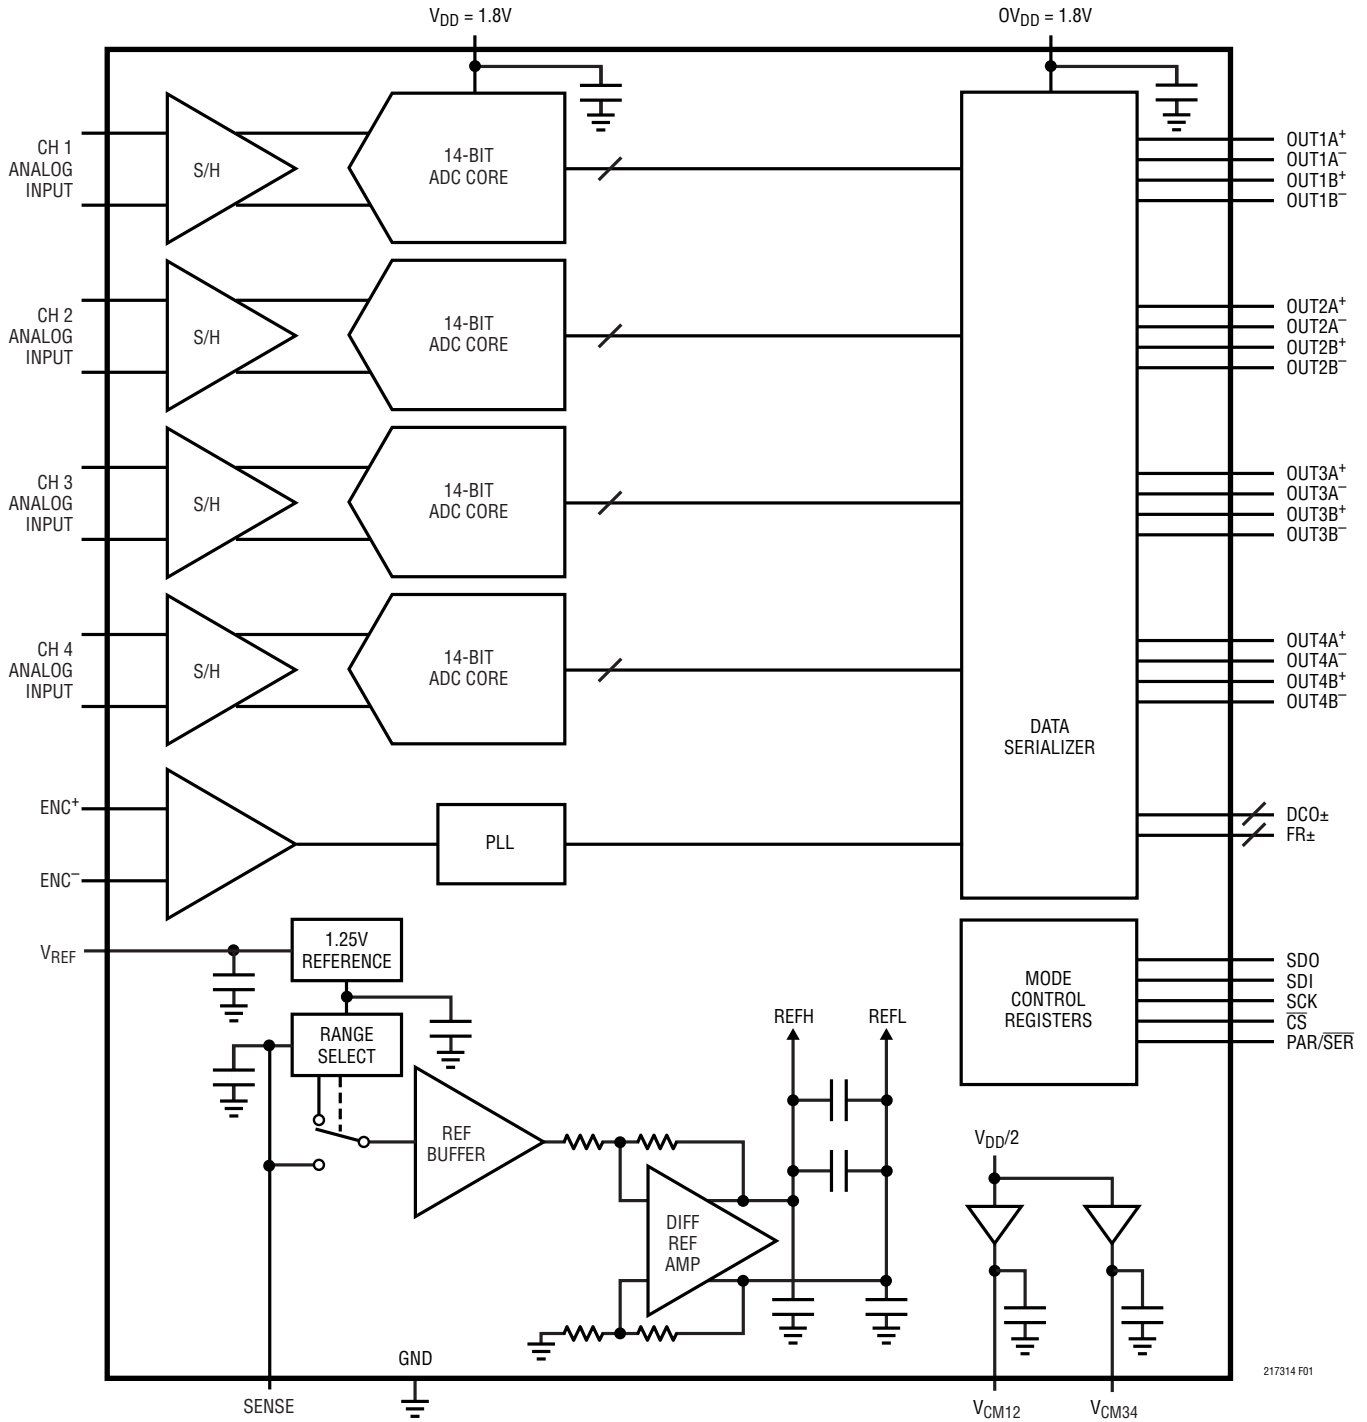 VDD = 1.8V
OVDD = 1.8V
CH 1
ANALOG
INPUT
S/H
14-BIT
ADC CORE
OUT1A+
OUT1A–
OUT1B+
OUT1B–
CH 2
ANALOG
INPUT
S/H
14-BIT
ADC CORE
OUT2A+
OUT2A–
OUT2B+
OUT2B–
CH 3
ANALOG
INPUT
S/H
14-BIT
ADC CORE
OUT3A+
OUT3A–
OUT3B+
OUT3B–
CH 4
ANALOG
INPUT
S/H
14-BIT
ADC CORE
OUT4A+
OUT4A–
OUT4B+
OUT4B–
DATA
SERIALIZER
ENC+
ENC–
PLL
DCO±
FR±
VREF
1.25V
REFERENCE
RANGE
SELECT
REF
BUFFER
DIFF
REF
AMP
REFH
REFL
MODE
CONTROL
REGISTERS
SDO
SDI
SCK
C̅S̅
PAR/S̅E̅R̅
VDD/2
GND
SENSE
VCM12
VCM34
217314 F01